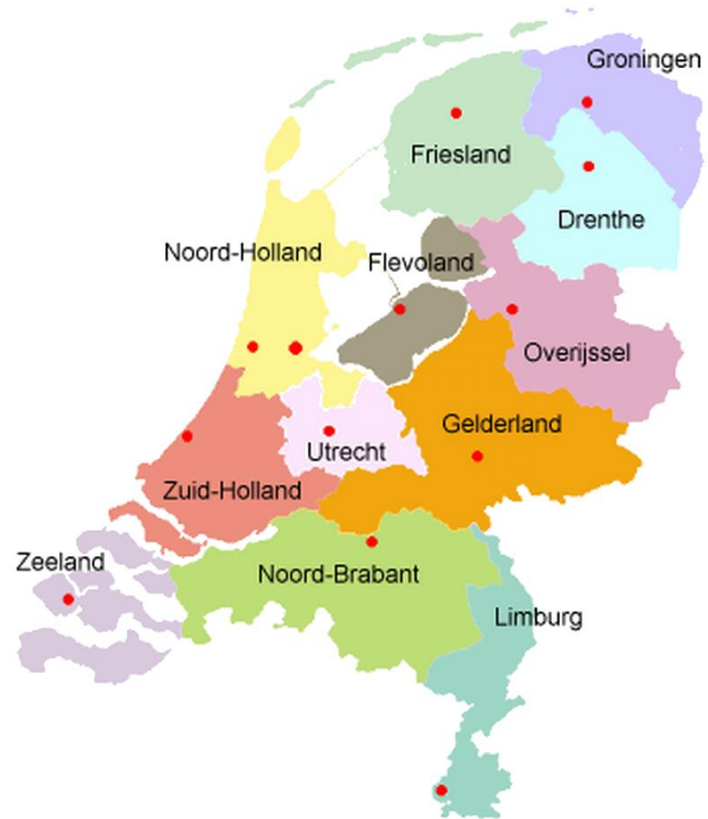 Groningen
Friesland
Drenthe
Noord-Holland
Flevoland
Overijssel
Gelderland
Utrecht
Zuid-Holland
Zeeland
Noord-Brabant
Limburg